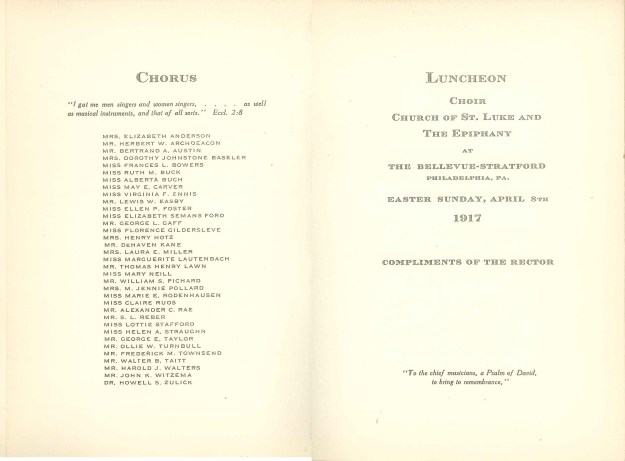 CHORUS
"I gat me men singers and women singers, . . . . as well
as musical instruments, and that of all sorts." Eccl. 2:8
MRS. ELIZABETH ANDERSON
MR. HERBERT W. ARCHDEACON
MR. BERTRAND A. AUSTIN
MRS. DOROTHY JOHNSTONE BASELER
MISS FRANCES L. BOWERS
MISS RUTH M. BUCK
MISS ALBERTA BUCH
MISS MAY E. CARVER
MISS VIRGINIA F. ENNIS
MR. LEWIS W. EASBY
MISS ELLEN P. FOSTER
MISS ELIZABETH SEMANS FORD
MR. GEORGE L. GAFF
MISS FLORENCE GILDERSLEVE
MRS. HENRY HOTZ
MR. DEHAVEN KANE
MRS. LAURA E. MILLER
MISS MARGUERITE LAUTENBACH
MR. THOMAS HENRY LAWN
MISS MARY NEILL
MR. WILLIAM S. PICHARD
MRS. M. JENNIE POLLARD
MISS MARIE E. RODENHAUSEN
MISS CLAIRE RUOS
MR. ALEXANDER C. RAE
MR. S. L. REBER
MISS LOTTIE STAFFORD
MISS HELEN A. STRAUGHN
MR. GEORGE E. TAYLOR
MR. OLLIE W. TURNBULL
MR. FREDERICK M. TOWNSEND
MR. WALTER B. TAITT
MR. HAROLD J. WALTERS
MR. JOHN K. WITZEMA
DR. HOWELL S. ZULICK
LUNCHEON
CHOIR
CHURCH OF ST. LUKE AND
THE EPIPHANY
AT
THE BELLEVUE-STRATFORD
PHILADELPHIA, PA.
EASTER SUNDAY, APRIL 8TH
1917
COMPLIMENTS OF THE RECTOR
"To the chief musicians, a Psalm of David,
to bring to remembrance,"